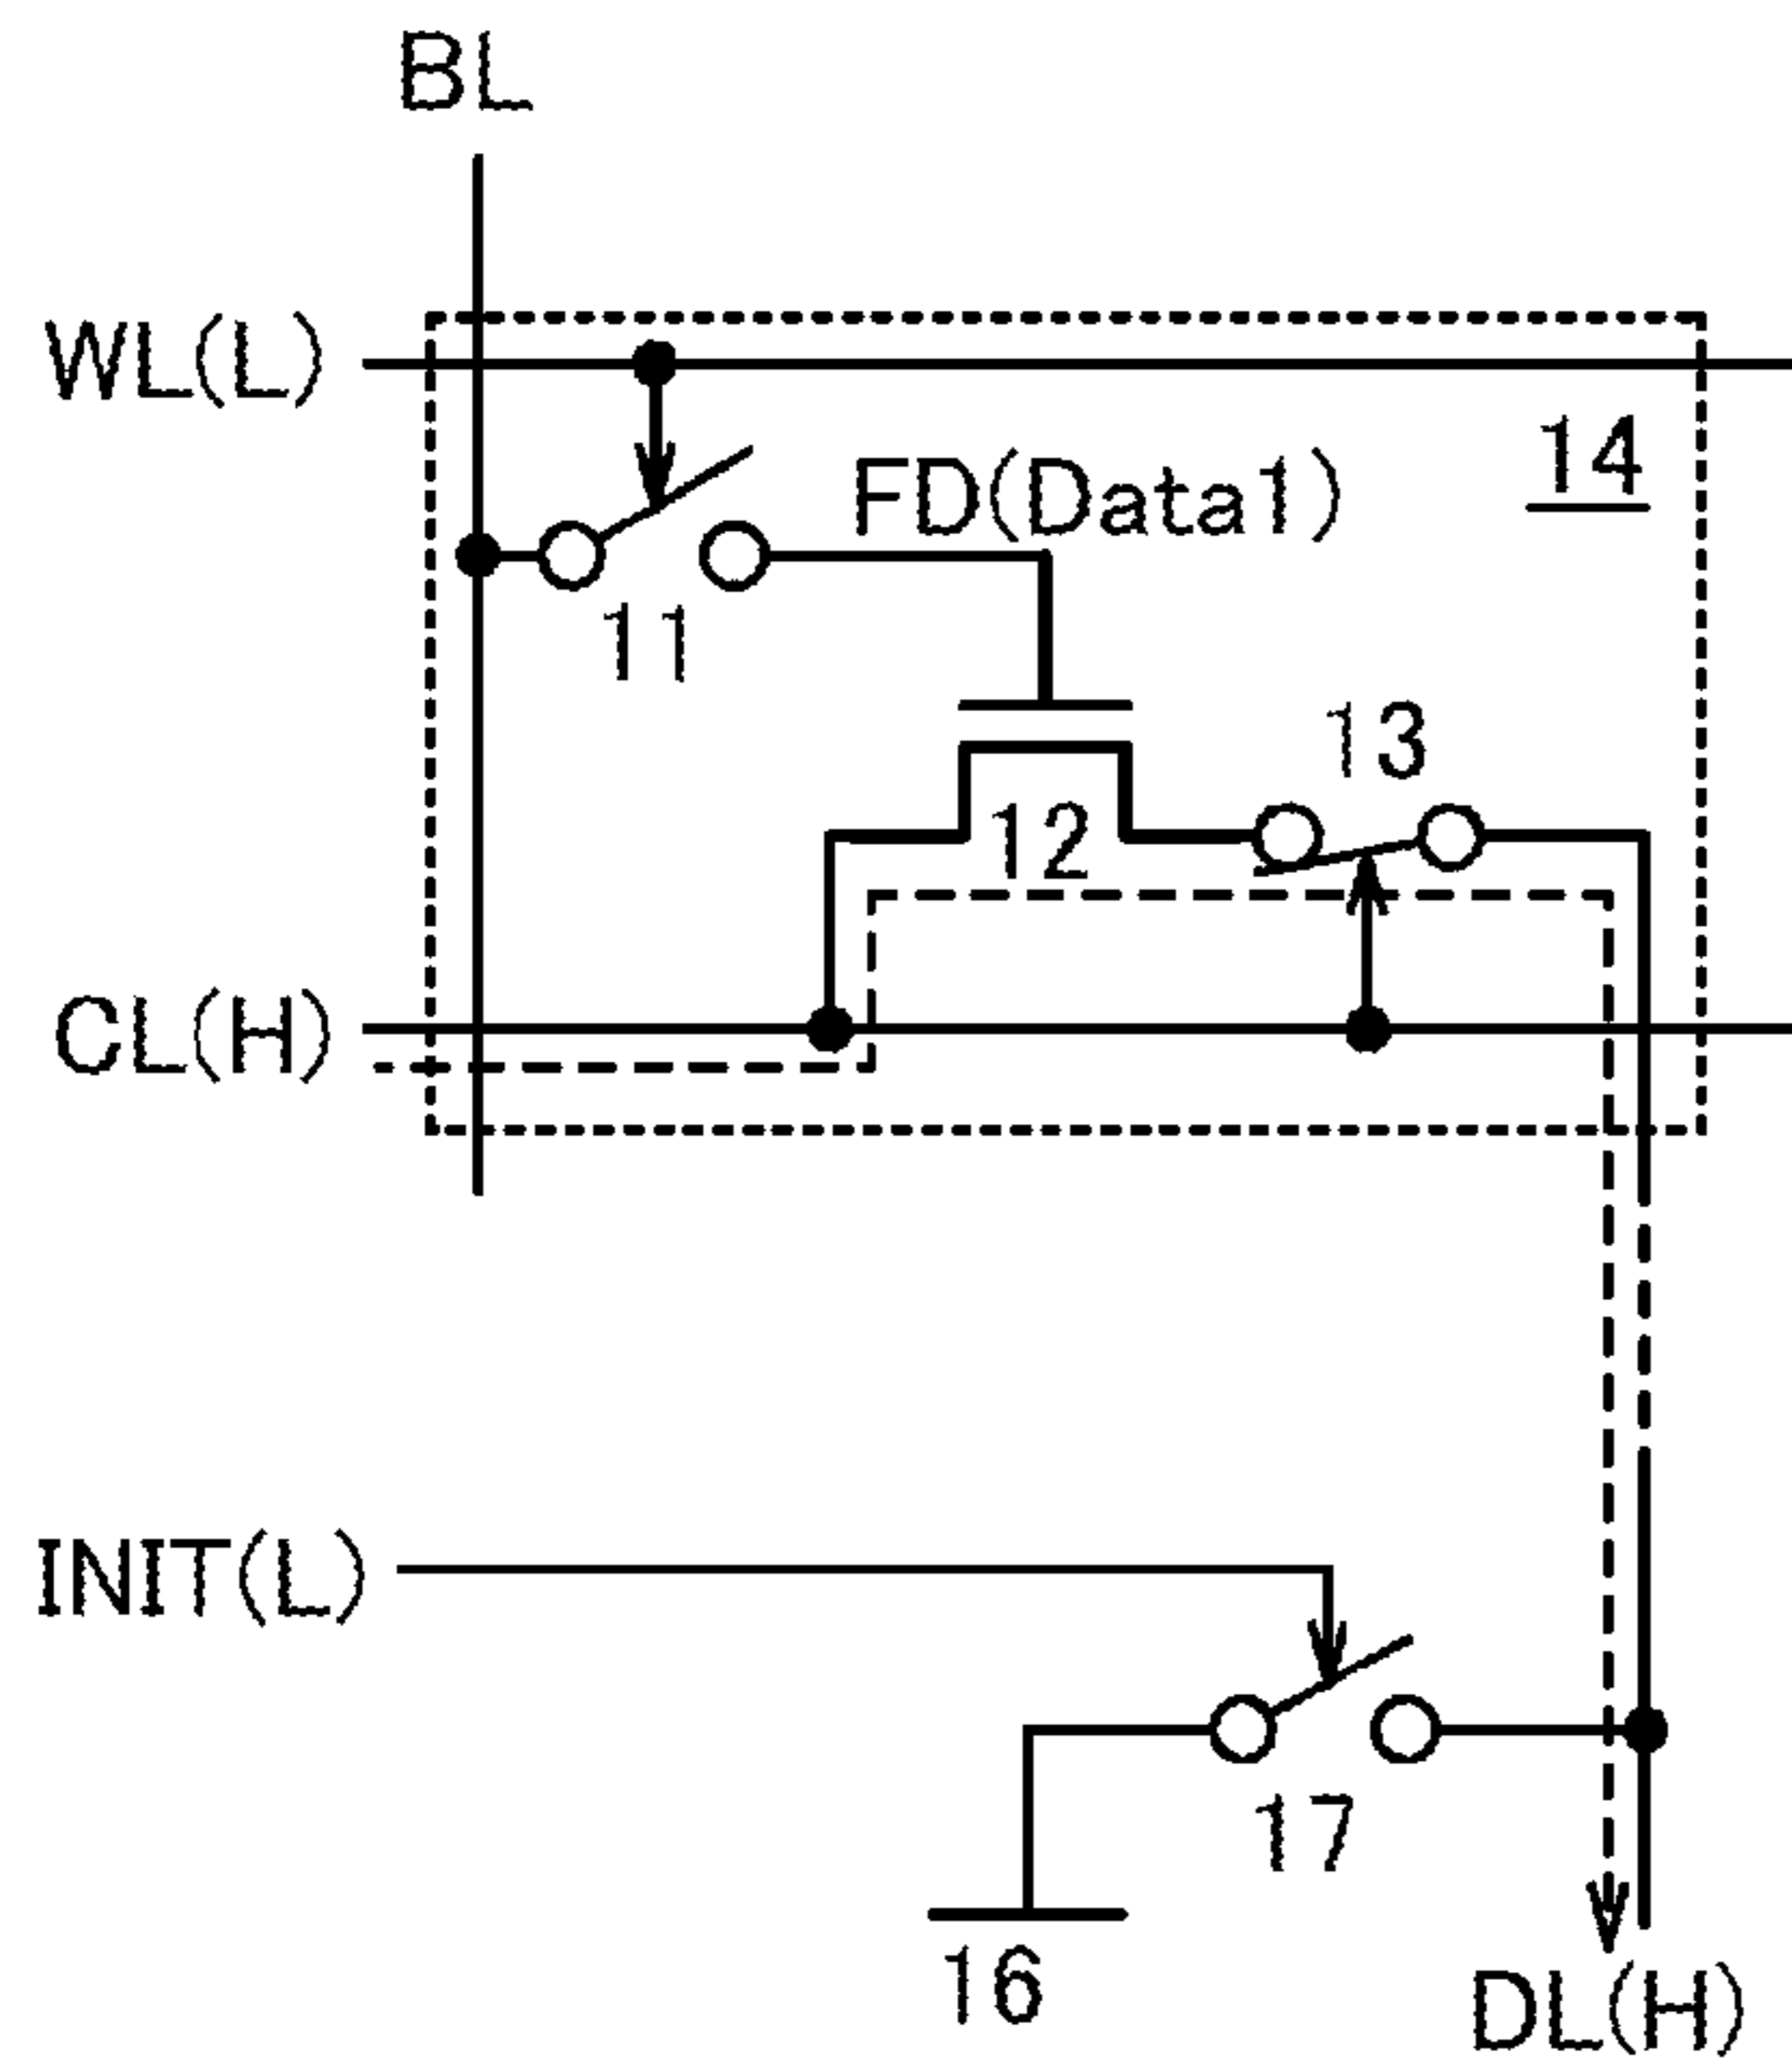 BL
WL(L)
14
FD(Data1)
11
13
12
CL(H)
INIT(L)
17
16
DL(H)